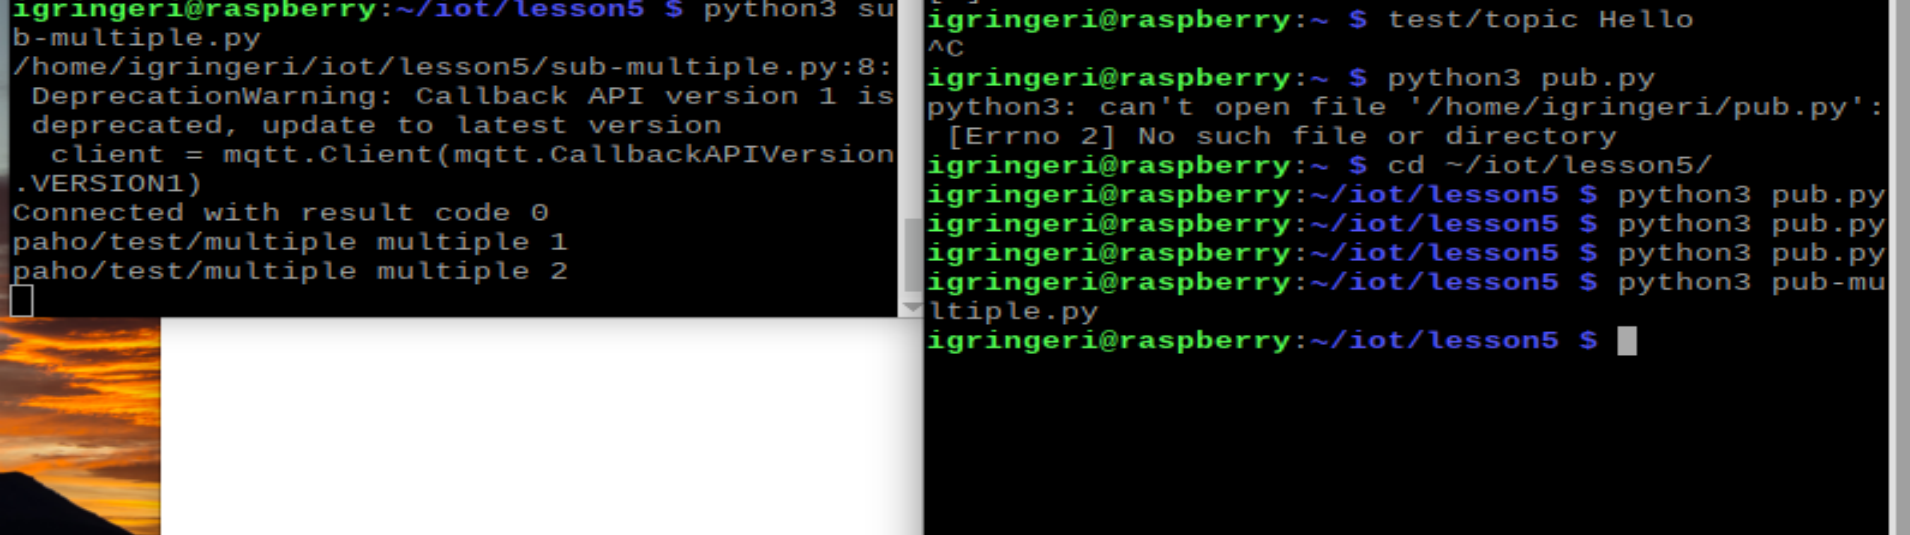 igringeri@raspberry:~/iot/lesson5 $ python3 su
b-multiple.py
/home/igringeri/iot/lesson5/sub-multiple.py:8:
 DeprecationWarning: Callback API version 1 is
 deprecated, update to latest version
  client = mqtt.Client(mqtt.CallbackAPIVersion
.VERSION1)
Connected with result code 0
paho/test/multiple multiple 1
paho/test/multiple multiple 2
igringeri@raspberry:~ $ test/topic Hello
^C
igringeri@raspberry:~ $ python3 pub.py
python3: can't open file '/home/igringeri/pub.py':
 [Errno 2] No such file or directory
igringeri@raspberry:~ $ cd ~/iot/lesson5/
igringeri@raspberry:~/iot/lesson5 $ python3 pub.py
igringeri@raspberry:~/iot/lesson5 $ python3 pub.py
igringeri@raspberry:~/iot/lesson5 $ python3 pub.py
igringeri@raspberry:~/iot/lesson5 $ python3 pub-mu
ltiple.py
igringeri@raspberry:~/iot/lesson5 $